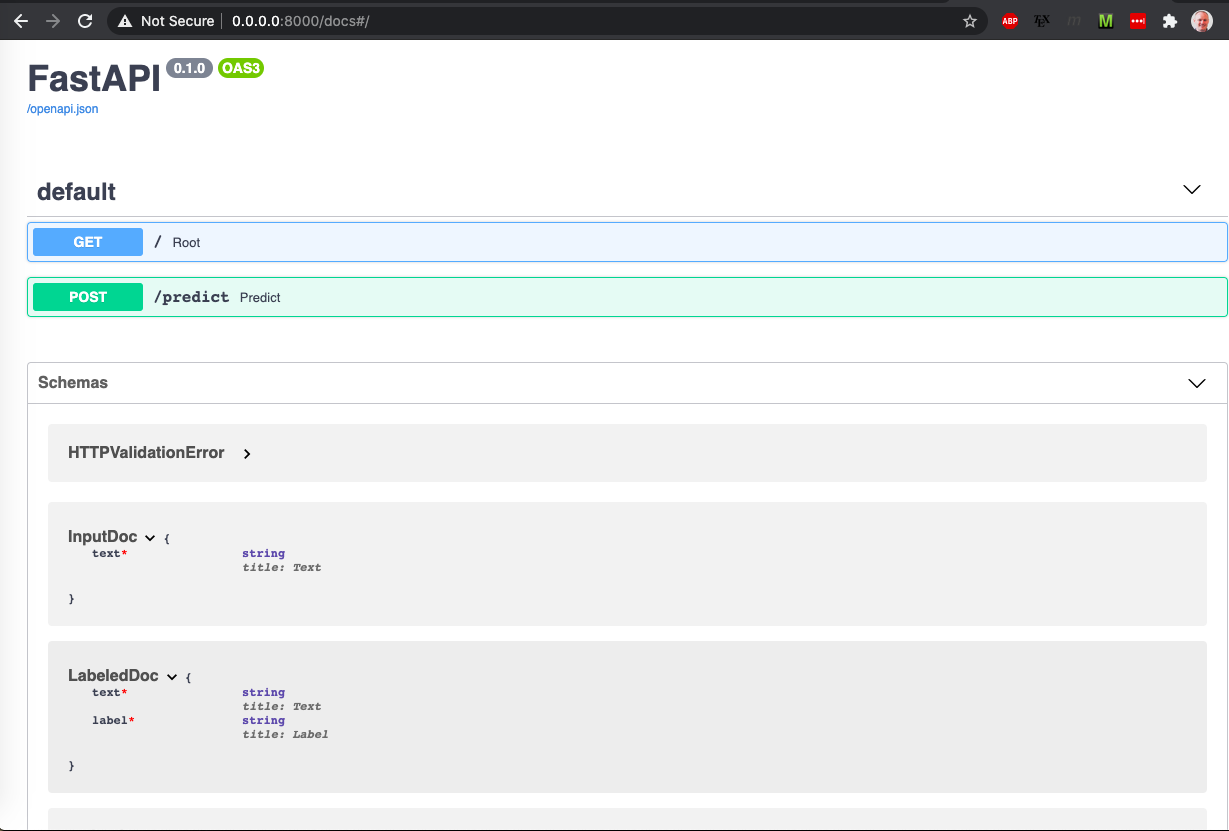 Not Secure | 0.0.0.0:8000/docs#/
ABP TEX m M
FastAPI 0.1.0 OAS3
/openapi.json
default
GET / Root
POST /predict Predict
Schemas
HTTPValidationError
InputDoc {
text* string
title: Text
}
LabeledDoc {
text* string
title: Text
label* string
title: Label
}